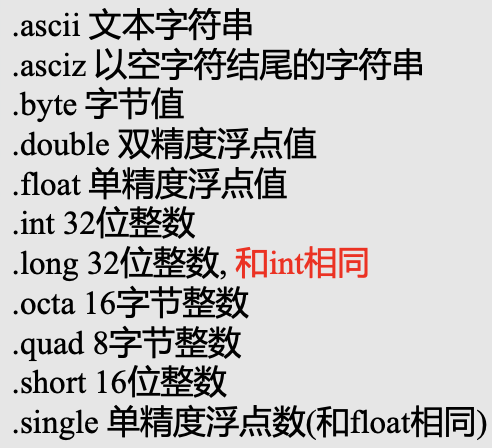 .ascii 文本字符串
.asciz 以空字符结尾的字符串
.byte 字节值
.double 双精度浮点值
.float 单精度浮点值
.int 32位整数
.long 32位整数, 和int相同
.octa 16字节整数
.quad 8字节整数
.short 16位整数
.single 单精度浮点数(和float相同)